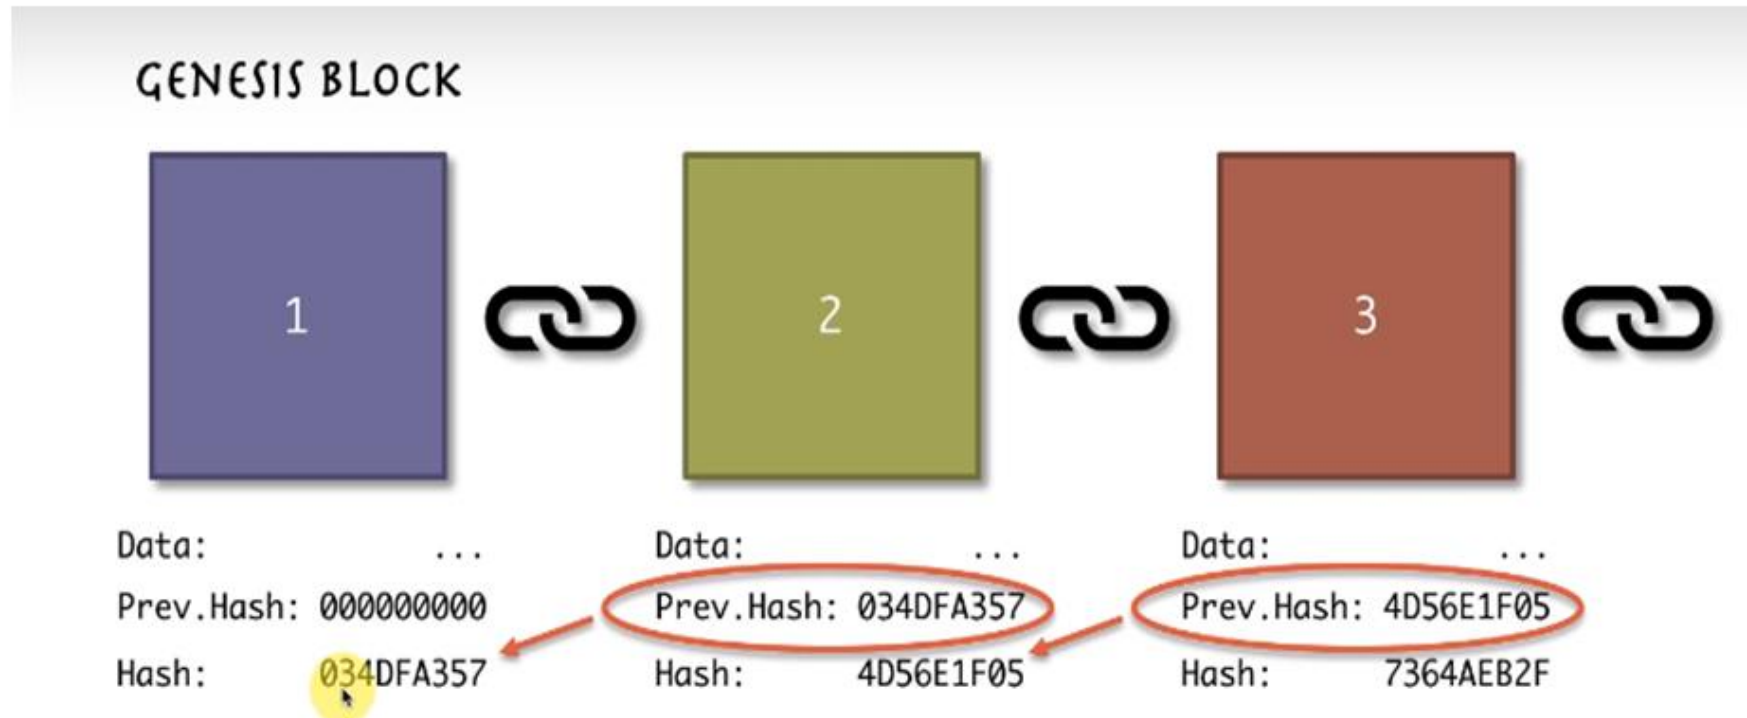 GENESIS BLOCK
1
2
3
Data: ...
Prev.Hash: 000000000
Hash: 034DFA357
Data: ...
Prev.Hash: 034DFA357
Hash: 4D56E1F05
Data: ...
Prev.Hash: 4D56E1F05
Hash: 7364AEB2F